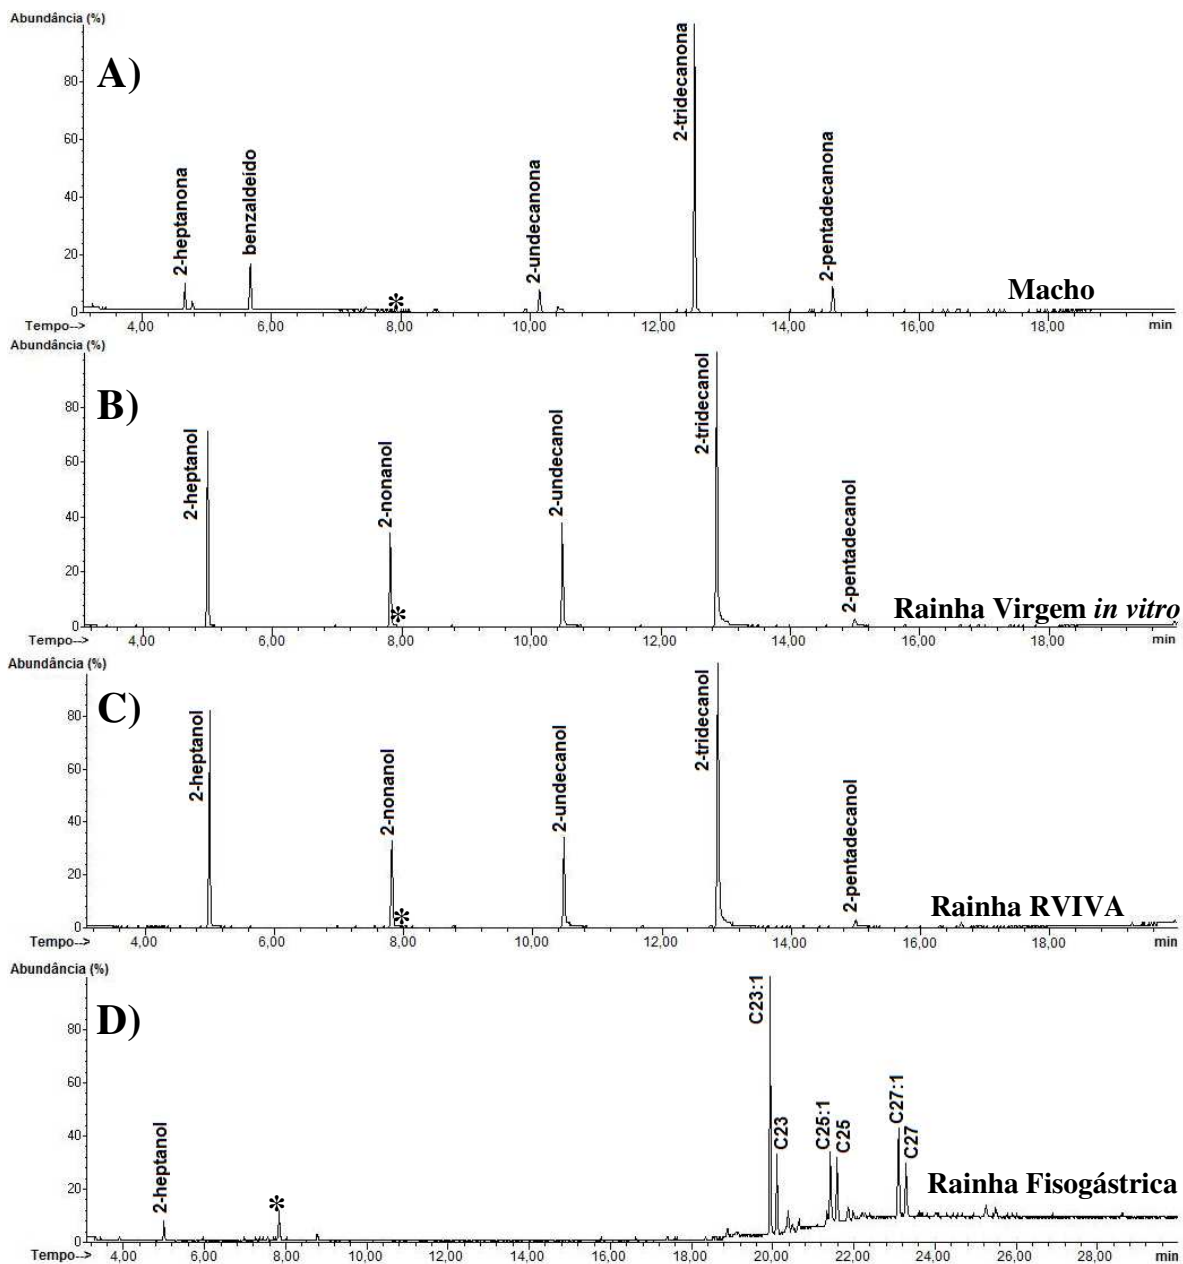 Abundância (%)
A)
80
60
40
20
0
2-heptanona
benzaldeído
*
2-undecanona
2-tridecanona
2-pentadecanona
Macho
Tempo--> 4,00 6,00 8,00 10,00 12,00 14,00 16,00 18,00 min
Abundância (%)
B)
80
60
40
20
0
2-heptanol
2-nonanol
*
2-undecanol
2-tridecanol
2-pentadecanol
Rainha Virgem in vitro
Tempo--> 4,00 6,00 8,00 10,00 12,00 14,00 16,00 18,00 min
Abundância (%)
C)
80
60
40
20
0
2-heptanol
2-nonanol
*
2-undecanol
2-tridecanol
2-pentadecanol
Rainha RVIVA
Tempo--> 4,00 6,00 8,00 10,00 12,00 14,00 16,00 18,00 min
Abundância (%)
D)
80
60
40
20
0
2-heptanol
*
C23:1
C23
C25:1
C25
C27:1
C27
Rainha Fisogástrica
Tempo--> 4,00 6,00 8,00 10,00 12,00 14,00 16,00 18,00 20,00 22,00 24,00 26,00 28,00